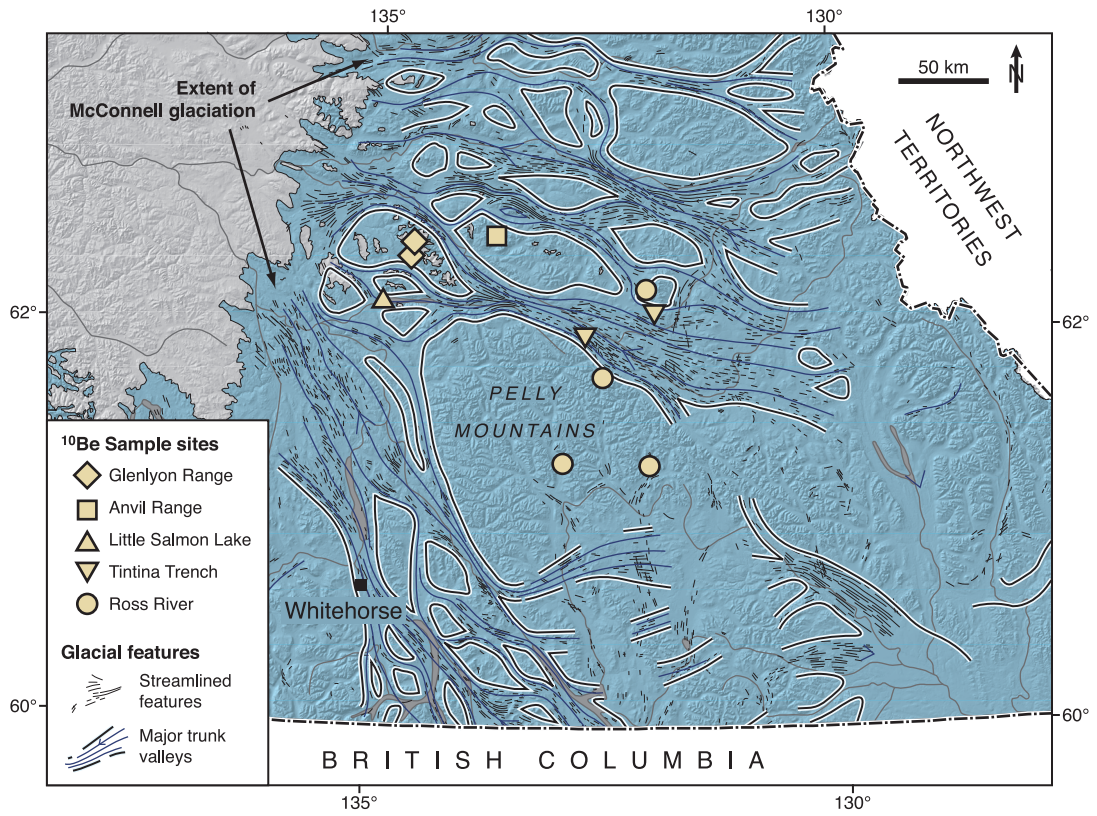 135°
130°
50 km
N
Extent of
McConnell glaciation
NORTHWEST
TERRITORIES
62°
62°
PELLY
MOUNTAINS
¹⁰Be Sample sites
Glenlyon Range
Anvil Range
Little Salmon Lake
Tintina Trench
Ross River
Whitehorse
Glacial features
Streamlined
features
Major trunk
valleys
60°
60°
BRITISH COLUMBIA
135°
130°